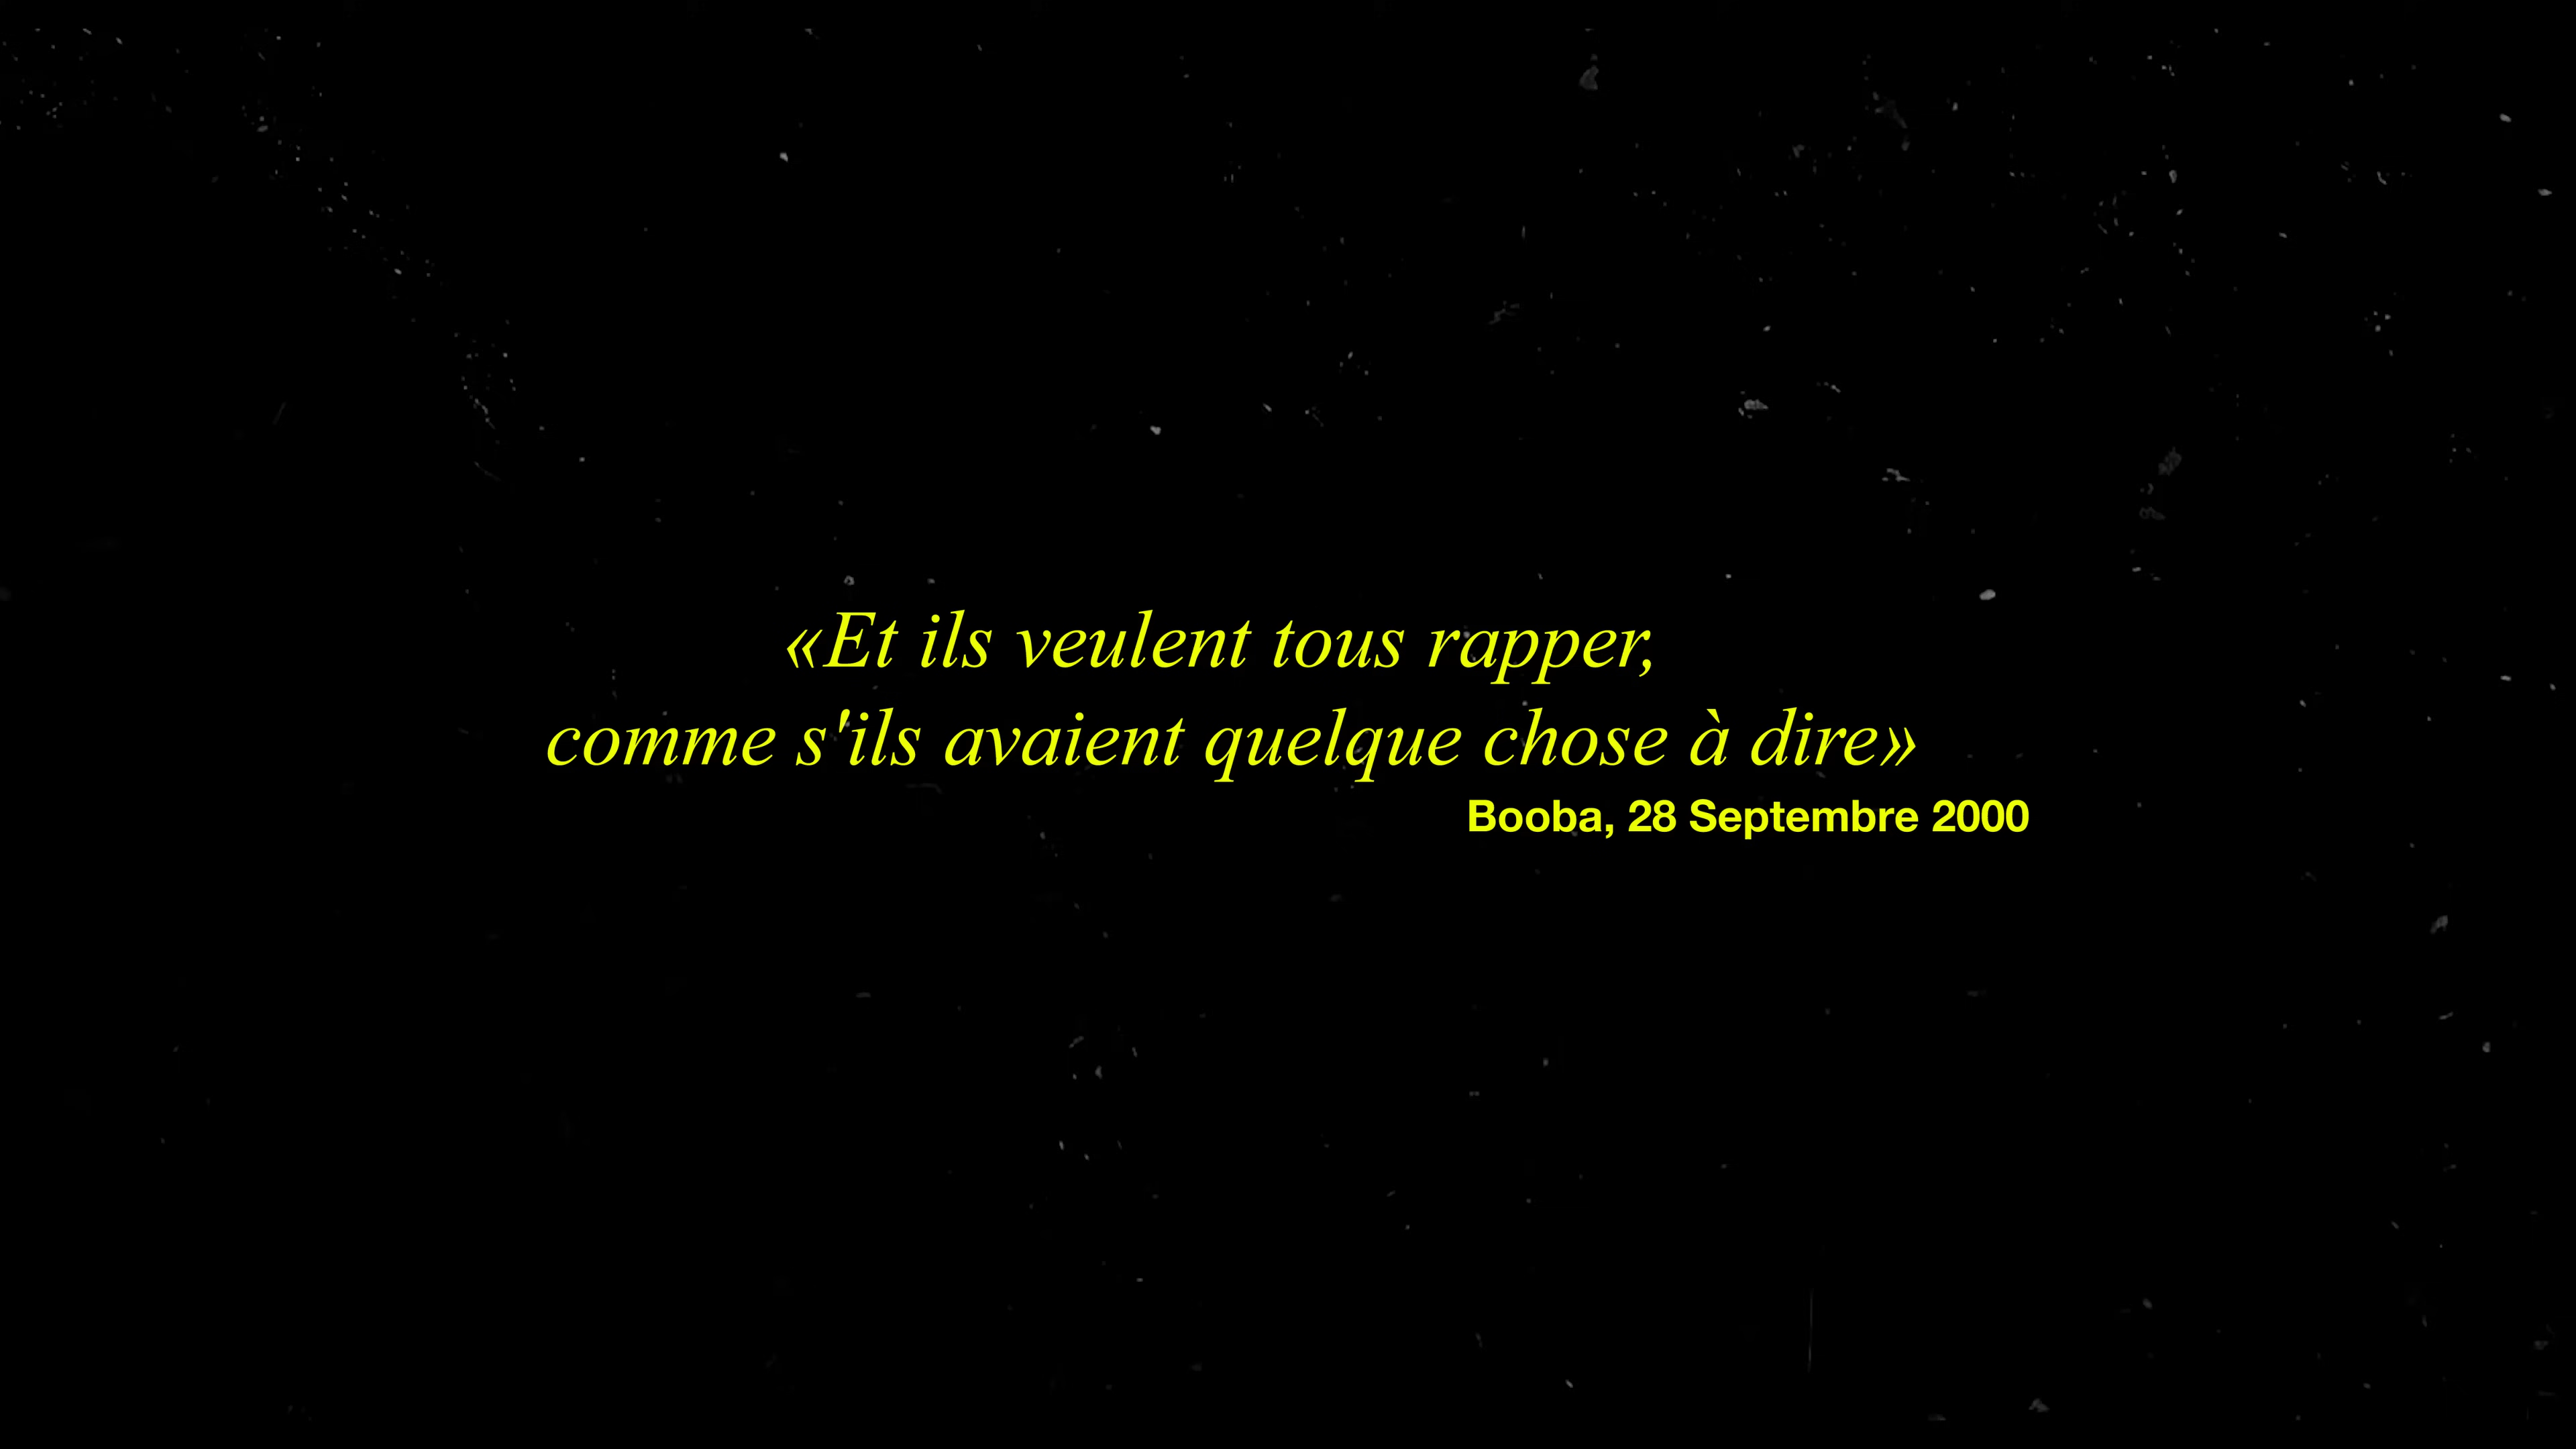 «Et ils veulent tous rapper,
comme s'ils avaient quelque chose à dire»
Booba, 28 Septembre 2000